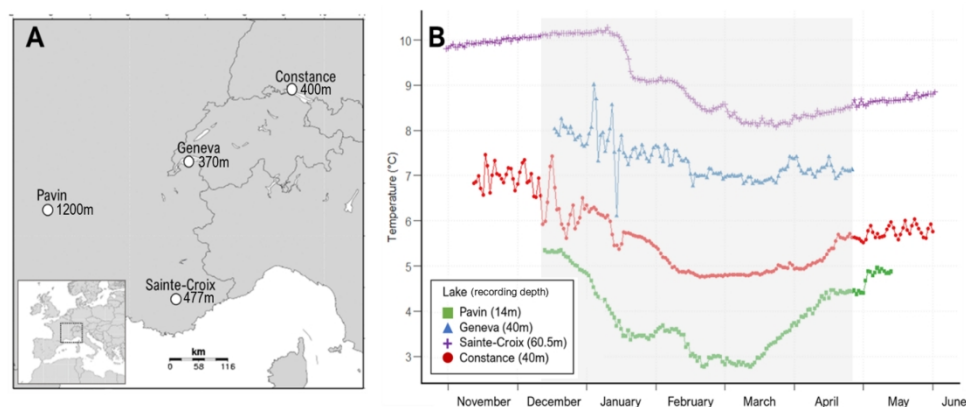 A
Constance
400m
Geneva
370m
Pavin
1200m
Sainte-Croix
477m
km
0 58 116
B
Temperature (°C)
10
9
8
7
6
5
4
3
Lake (recording depth)
Pavin (14m)
Geneva (40m)
Sainte-Croix (60.5m)
Constance (40m)
November December January February March April May June